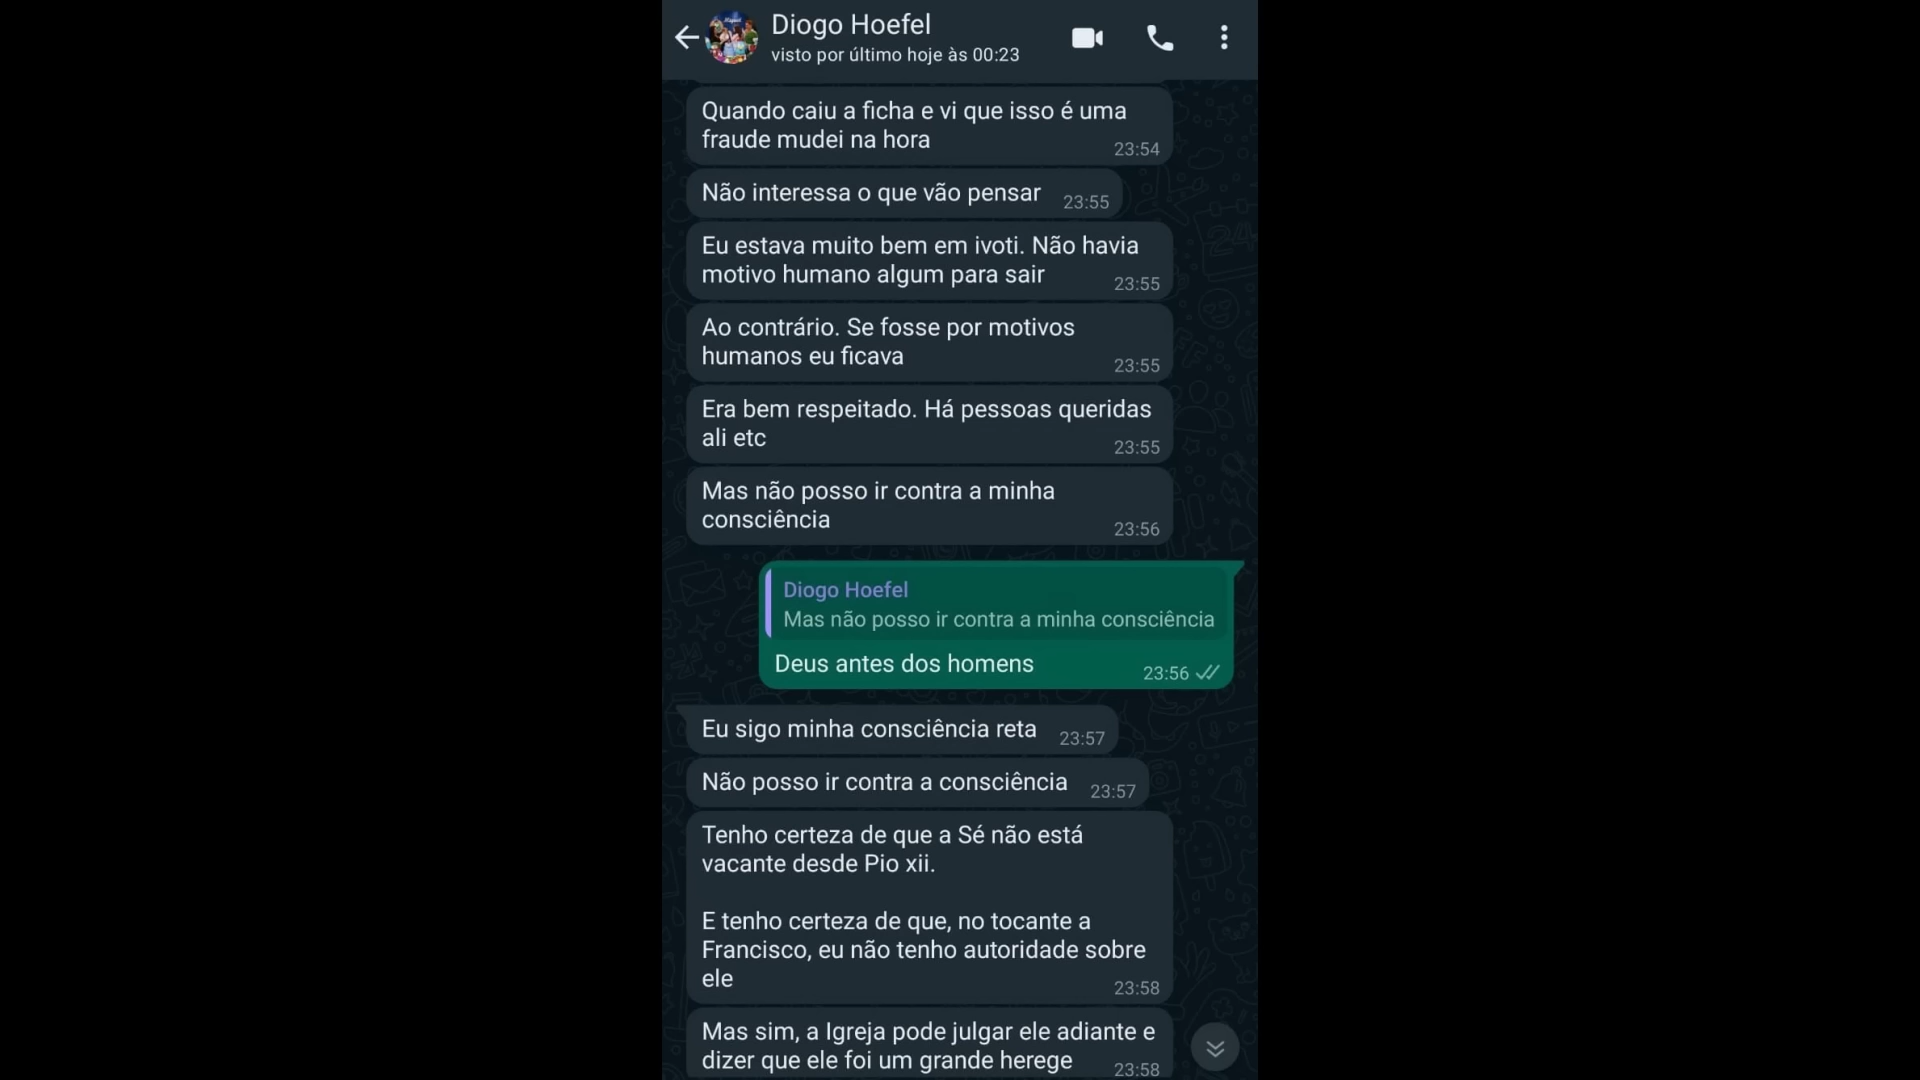 Diogo Hoefel
visto por último hoje às 00:23
Quando caiu a ficha e vi que isso é uma
fraude mudei na hora
23:54
Não interessa o que vão pensar
23:55
Eu estava muito bem em ivoti. Não havia
motivo humano algum para sair
23:55
Ao contrário. Se fosse por motivos
humanos eu ficava
23:55
Era bem respeitado. Há pessoas queridas
ali etc
23:55
Mas não posso ir contra a minha
consciência
23:56
Diogo Hoefel
Mas não posso ir contra a minha consciência
Deus antes dos homens
23:56
Eu sigo minha consciência reta
23:57
Não posso ir contra a consciência
23:57
Tenho certeza de que a Sé não está
vacante desde Pio xii.
E tenho certeza de que, no tocante a
Francisco, eu não tenho autoridade sobre
ele
23:58
Mas sim, a Igreja pode julgar ele adiante e
dizer que ele foi um grande herege
23:58